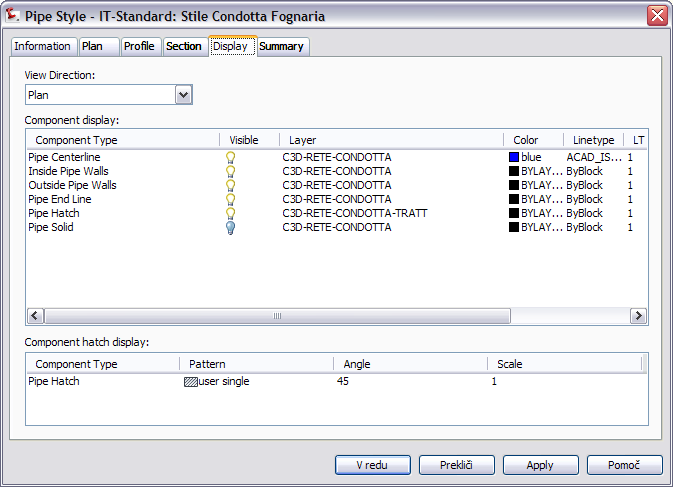 Pipe Style - IT-Standard: Stile Condotta Fognaria
Information Plan Profile Section Display Summary
View Direction:
Plan
Component display:
Component Type Visible Layer Color Linetype LT
Pipe Centerline C3D-RETE-CONDOTTA blue ACAD_IS... 1
Inside Pipe Walls C3D-RETE-CONDOTTA BYLAY... ByBlock 1
Outside Pipe Walls C3D-RETE-CONDOTTA BYLAY... ByBlock 1
Pipe End Line C3D-RETE-CONDOTTA BYLAY... ByBlock 1
Pipe Hatch C3D-RETE-CONDOTTA-TRATT BYLAY... ByBlock 1
Pipe Solid C3D-RETE-CONDOTTA BYLAY... ByBlock 1
Component hatch display:
Component Type Pattern Angle Scale
Pipe Hatch user single 45 1
V redu Prekliči Apply Pomoč